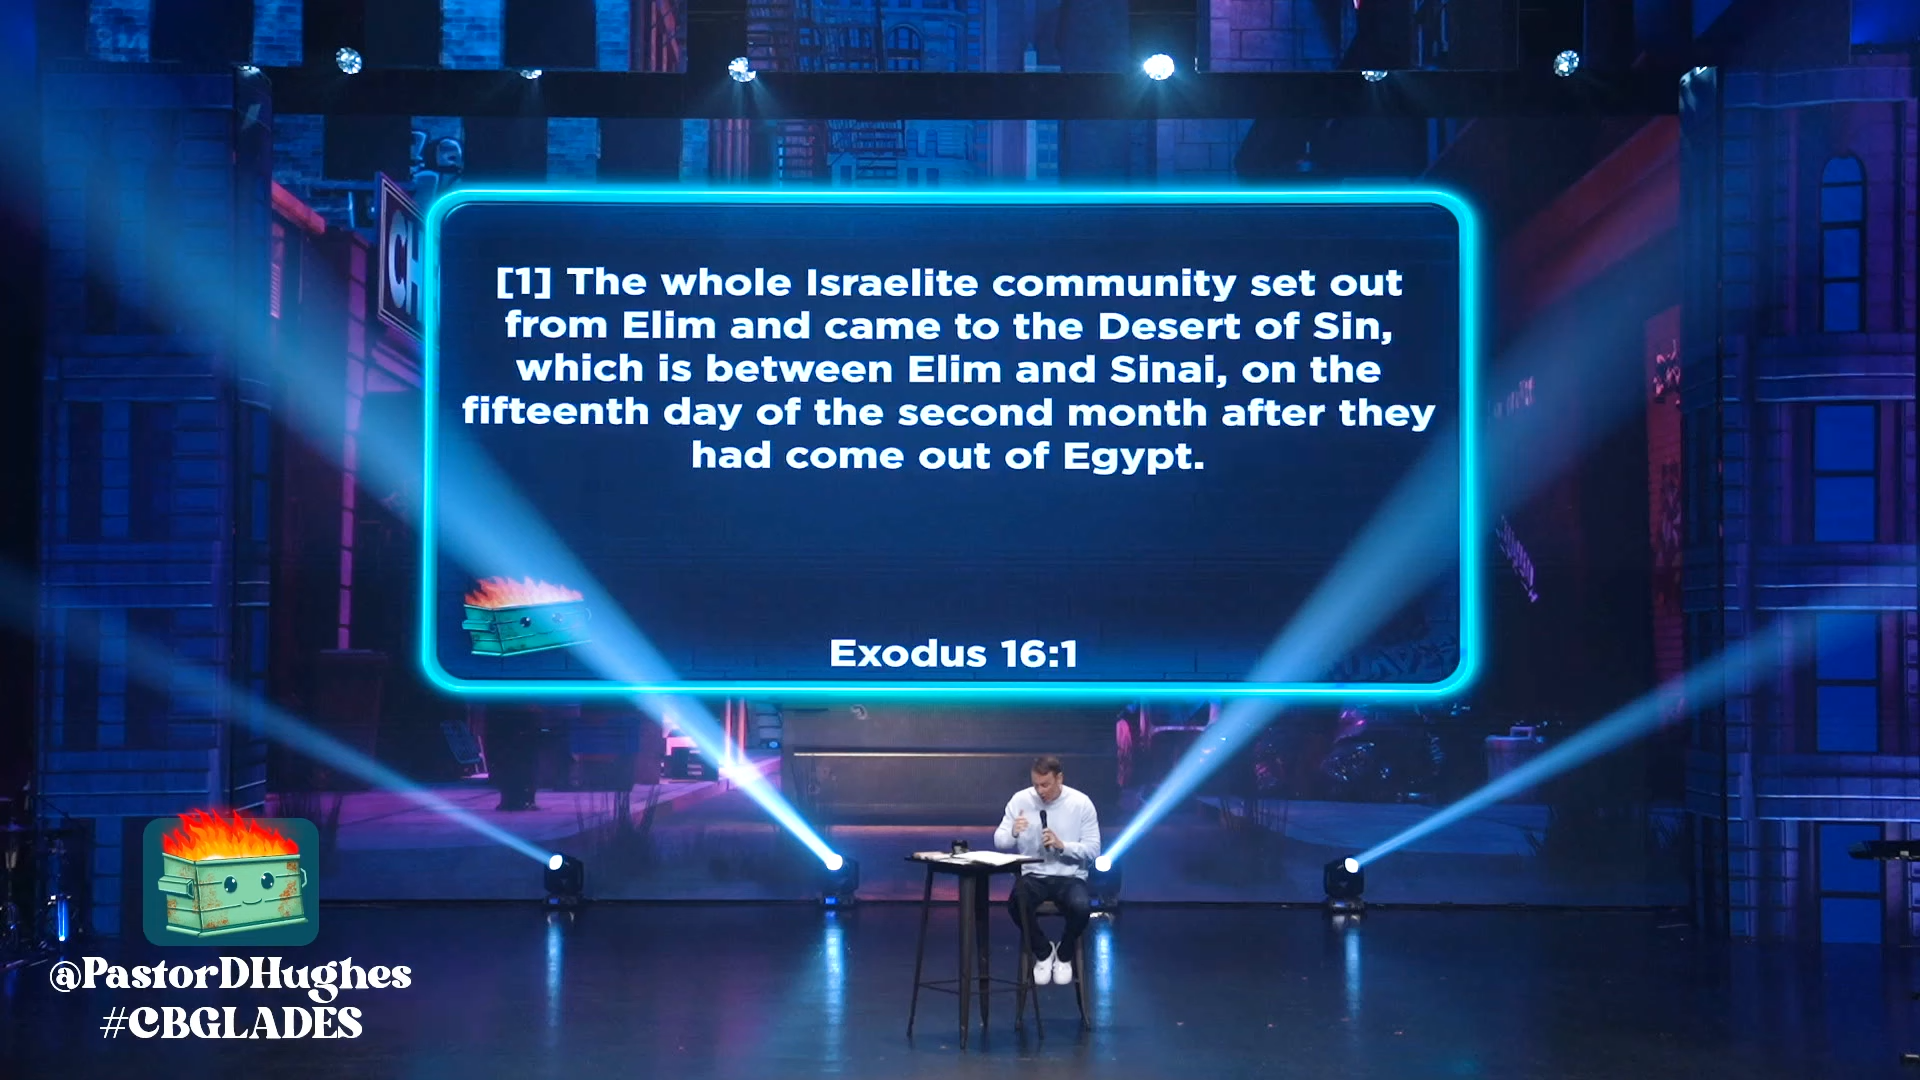 [1] The whole Israelite community set out
from Elim and came to the Desert of Sin,
which is between Elim and Sinai, on the
fifteenth day of the second month after they
had come out of Egypt.
Exodus 16:1
CH
@PastorDHughes
#CBGLADES